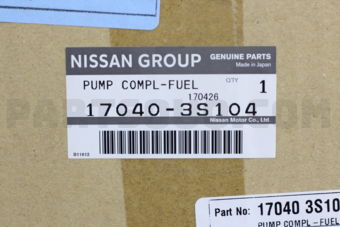 NISSAN GROUP
GENUINE PARTS
Made in Japan
PUMP COMPL-FUEL
QTY
1
170426
17040-3S104
Nissan Motor Co., Ltd.
Part No: 17040 3S10
PUMP COMPL - FUEL